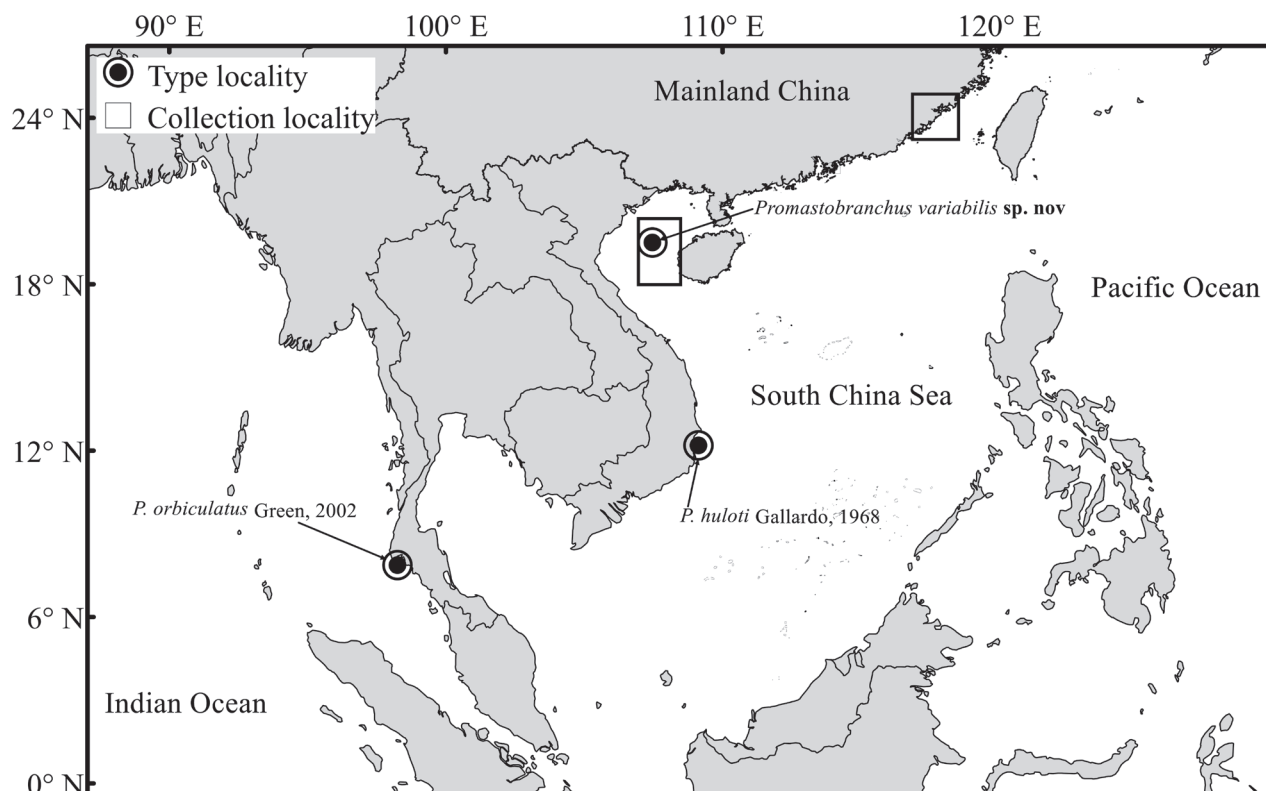 90° E 100° E 110° E 120° E
Type locality
Collection locality
Mainland China
24° N
Promastobranchus variabilis sp. nov
18° N
Pacific Ocean
South China Sea
12° N
P. orbiculatus Green, 2002
P. huloti Gallardo, 1968
6° N
Indian Ocean
0° N